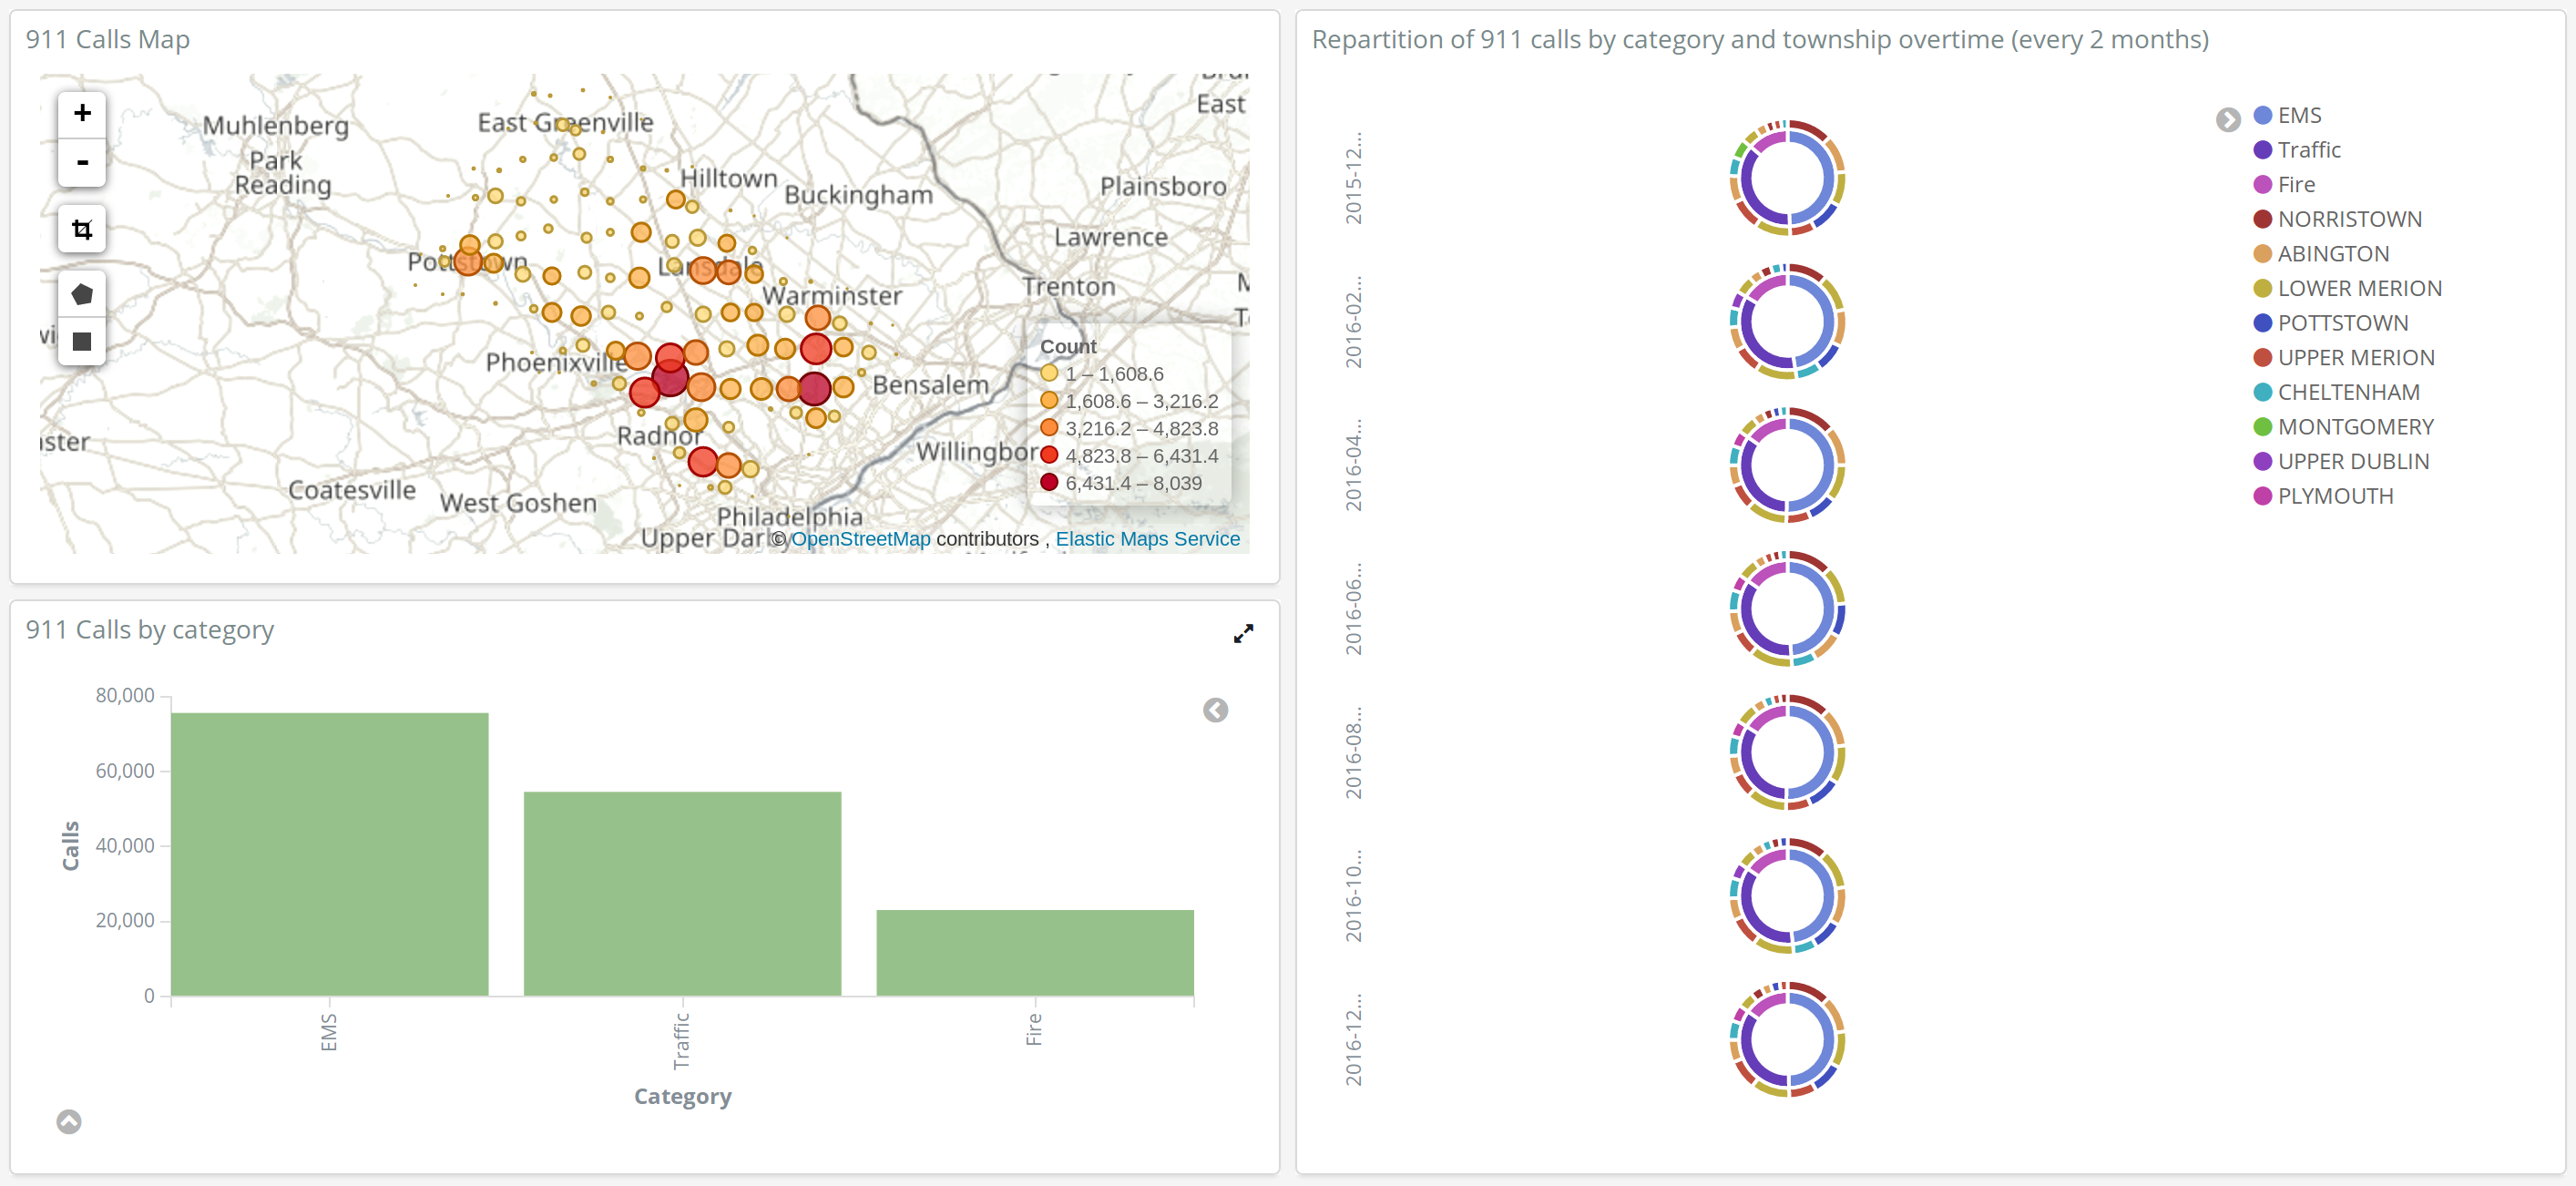 911 Calls Map
+
-
East
Muhlenberg
East Greenville
Park
Reading
Hilltown
Buckingham
Plainsboro
Lawrence
Pottstown
Lansdale
Trenton
Warminster
Phoenixville
Bensalem
Radnor
Willingbor
Coatesville
West Goshen
Philadelphia
Upper Darby
Count
1 – 1,608.6
1,608.6 – 3,216.2
3,216.2 – 4,823.8
4,823.8 – 6,431.4
6,431.4 – 8,039
© OpenStreetMap contributors , Elastic Maps Service
911 Calls by category
80,000
60,000
40,000
20,000
0
Calls
EMS
Traffic
Fire
Category
Repartition of 911 calls by category and township overtime (every 2 months)
2015-12...
2016-02...
2016-04...
2016-06...
2016-08...
2016-10...
2016-12...
EMS
Traffic
Fire
NORRISTOWN
ABINGTON
LOWER MERION
POTTSTOWN
UPPER MERION
CHELTENHAM
MONTGOMERY
UPPER DUBLIN
PLYMOUTH